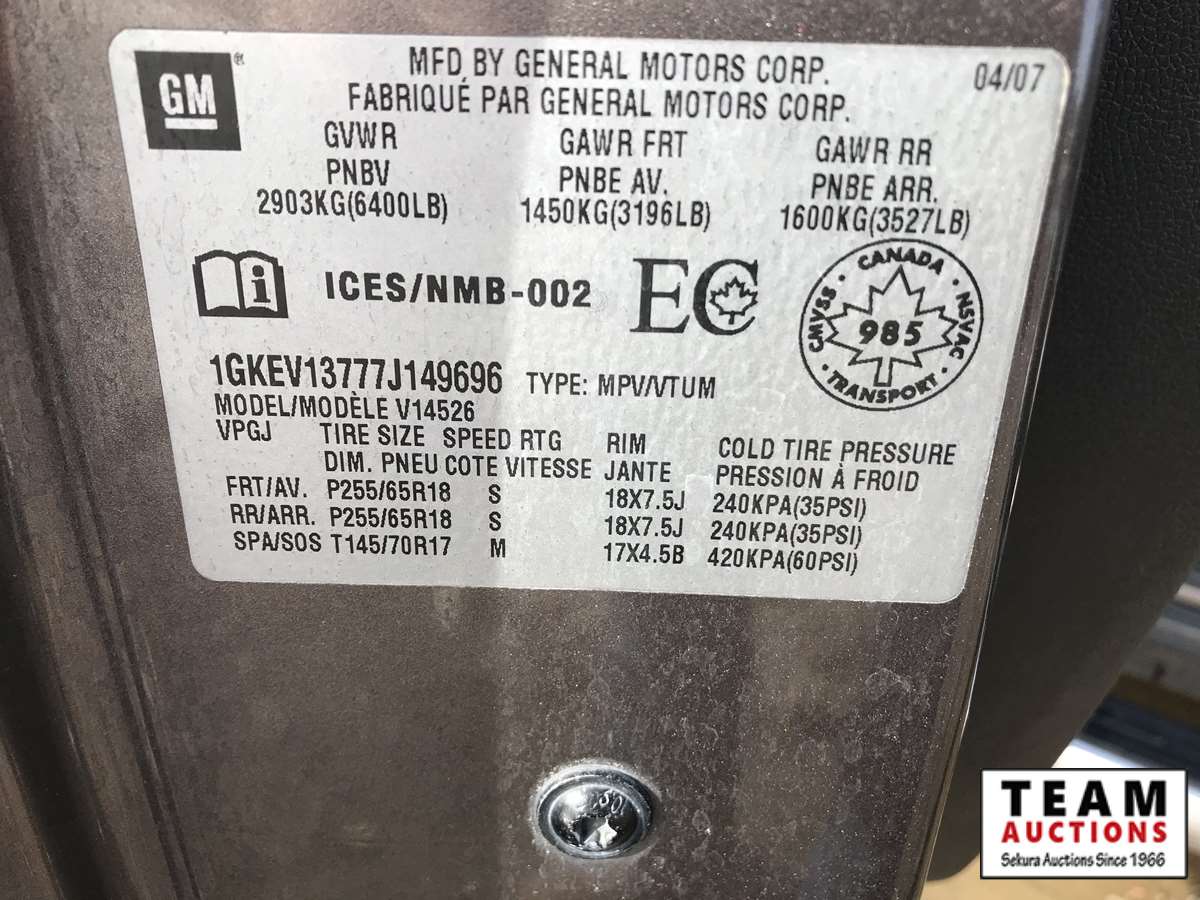 GM ®
MFD BY GENERAL MOTORS CORP. 04/07
FABRIQUÉ PAR GENERAL MOTORS CORP.
GVWR GAWR FRT GAWR RR
PNBV PNBE AV. PNBE ARR.
2903KG(6400LB) 1450KG(3196LB) 1600KG(3527LB)
i ICES/NMB-002 EC
CANADA
CMVSS 985 NSVAC
TRANSPORT
1GKEV13777J149696 TYPE: MPV/VTUM
MODEL/MODÈLE V14526
VPGJ TIRE SIZE SPEED RTG RIM COLD TIRE PRESSURE
DIM. PNEU COTE VITESSE JANTE PRESSION À FROID
FRT/AV. P255/65R18 S 18X7.5J 240KPA(35PSI)
RR/ARR. P255/65R18 S 18X7.5J 240KPA(35PSI)
SPA/SOS T145/70R17 M 17X4.5B 420KPA(60PSI)
TEAM
AUCTIONS
Sekura Auctions Since 1966